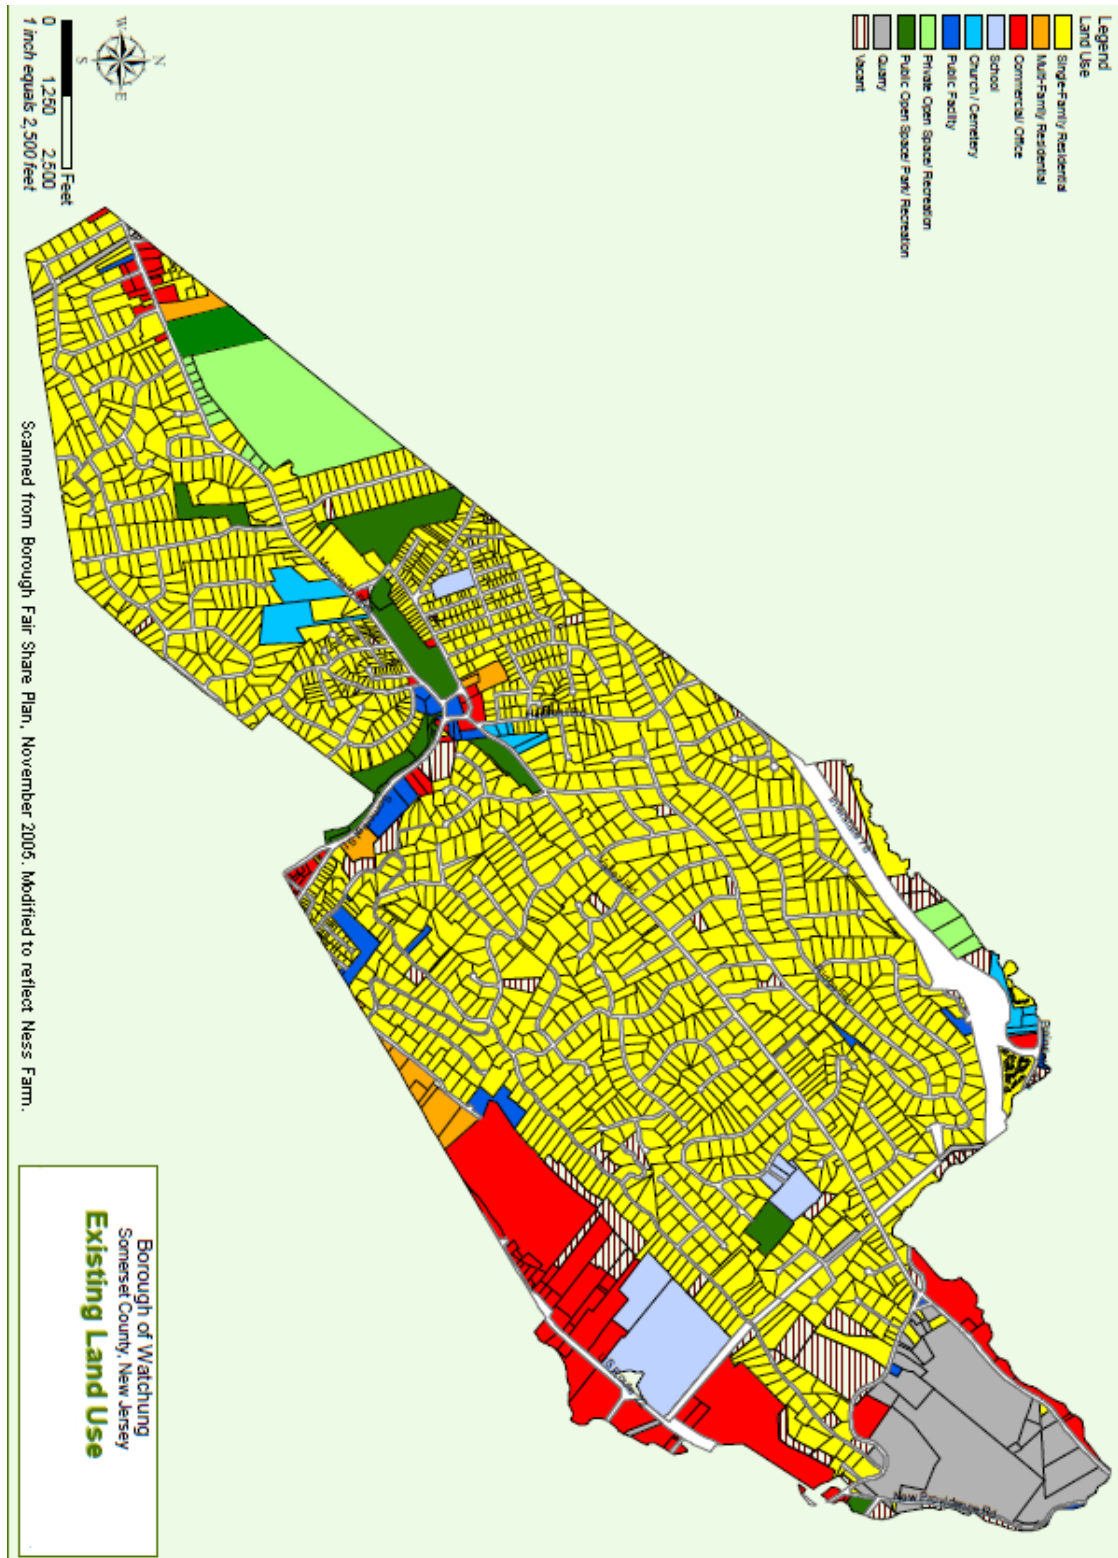 Legend
Land Use
Single-Family Residential
Multi-Family Residential
Commercial/ Office
School
Church/ Cemetery
Public Facility
Private Open Space/ Recreation
Public Open Space/ Park/ Recreation
Quarry
Vacant
N
W
E
S
Feet
0 1,250 2,500
1 inch equals 2,500 feet
New Providence Rd
Scanned from Borough Fair Share Plan, November 2005. Modified to reflect Ness Farm.
Borough of Watchung
Somerset County, New Jersey
Existing Land Use